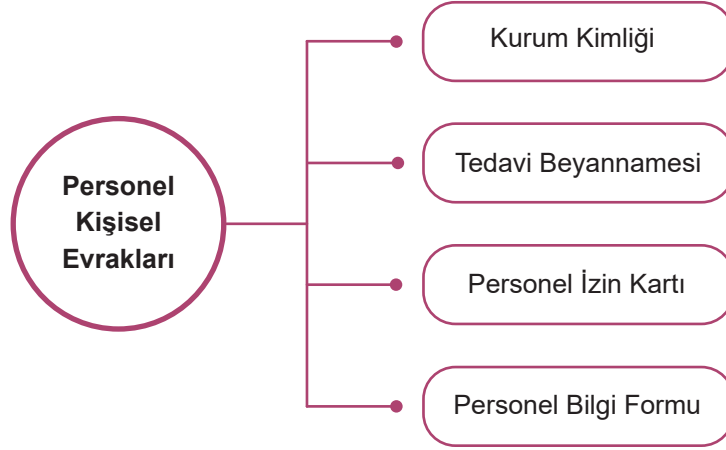 Personel
Kişisel
Evrakları
Kurum Kimliği
Tedavi Beyannamesi
Personel İzin Kartı
Personel Bilgi Formu